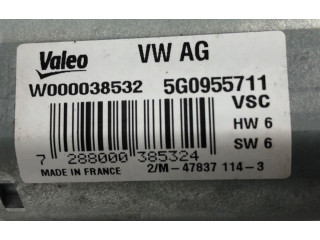 Valeo VW AG
W000038532 5G0955711
VSC
HW 6
SW 6
7 288000 385324
MADE IN FRANCE 2/M-47837 114-3